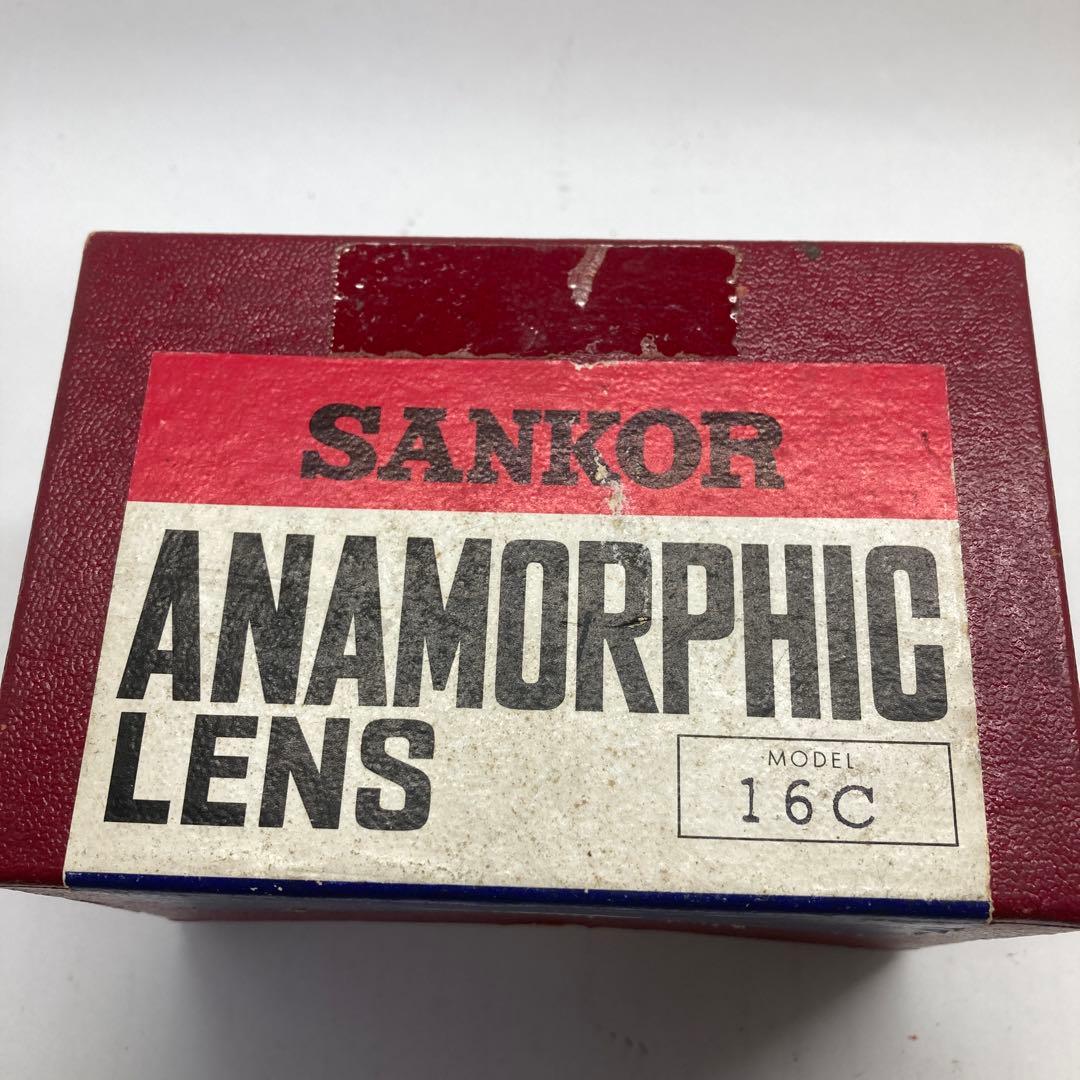 SANKOR
ANAMORPHIC
LENS
MODEL
16C